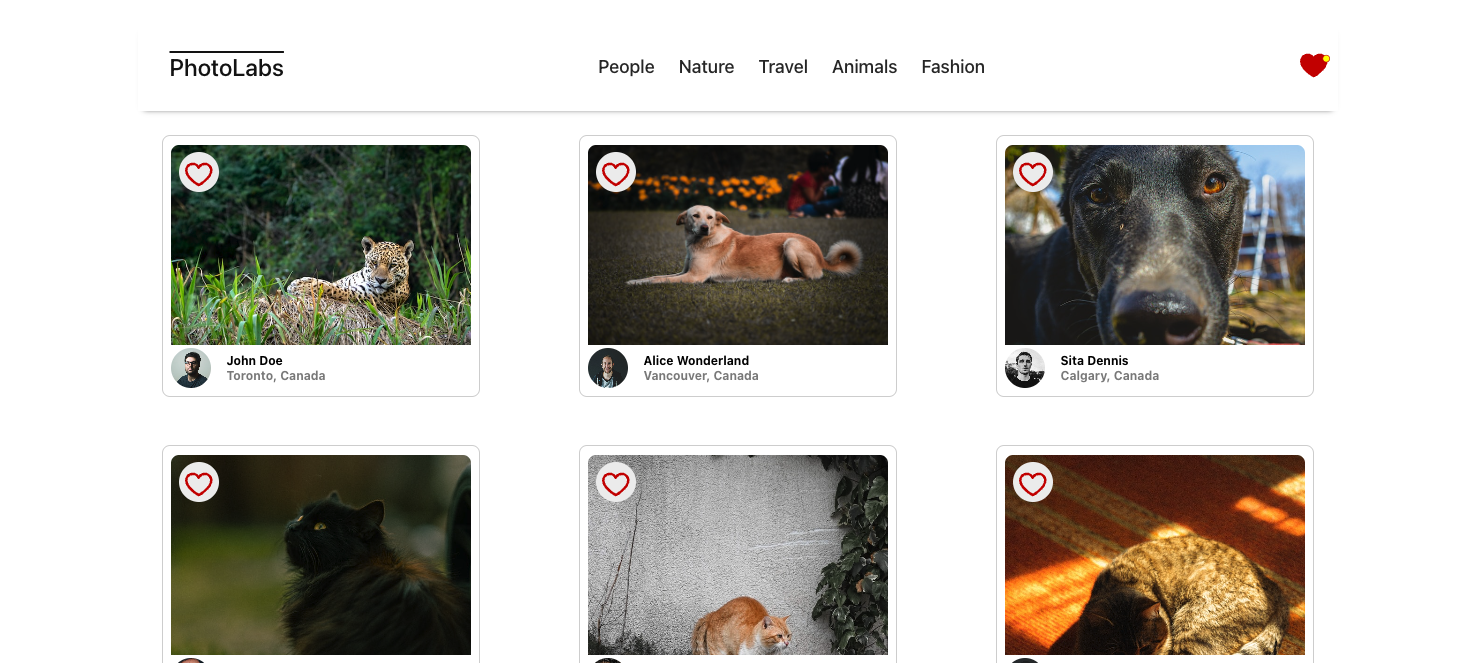 PhotoLabs
People Nature Travel Animals Fashion
John Doe
Toronto, Canada
Alice Wonderland
Vancouver, Canada
Sita Dennis
Calgary, Canada